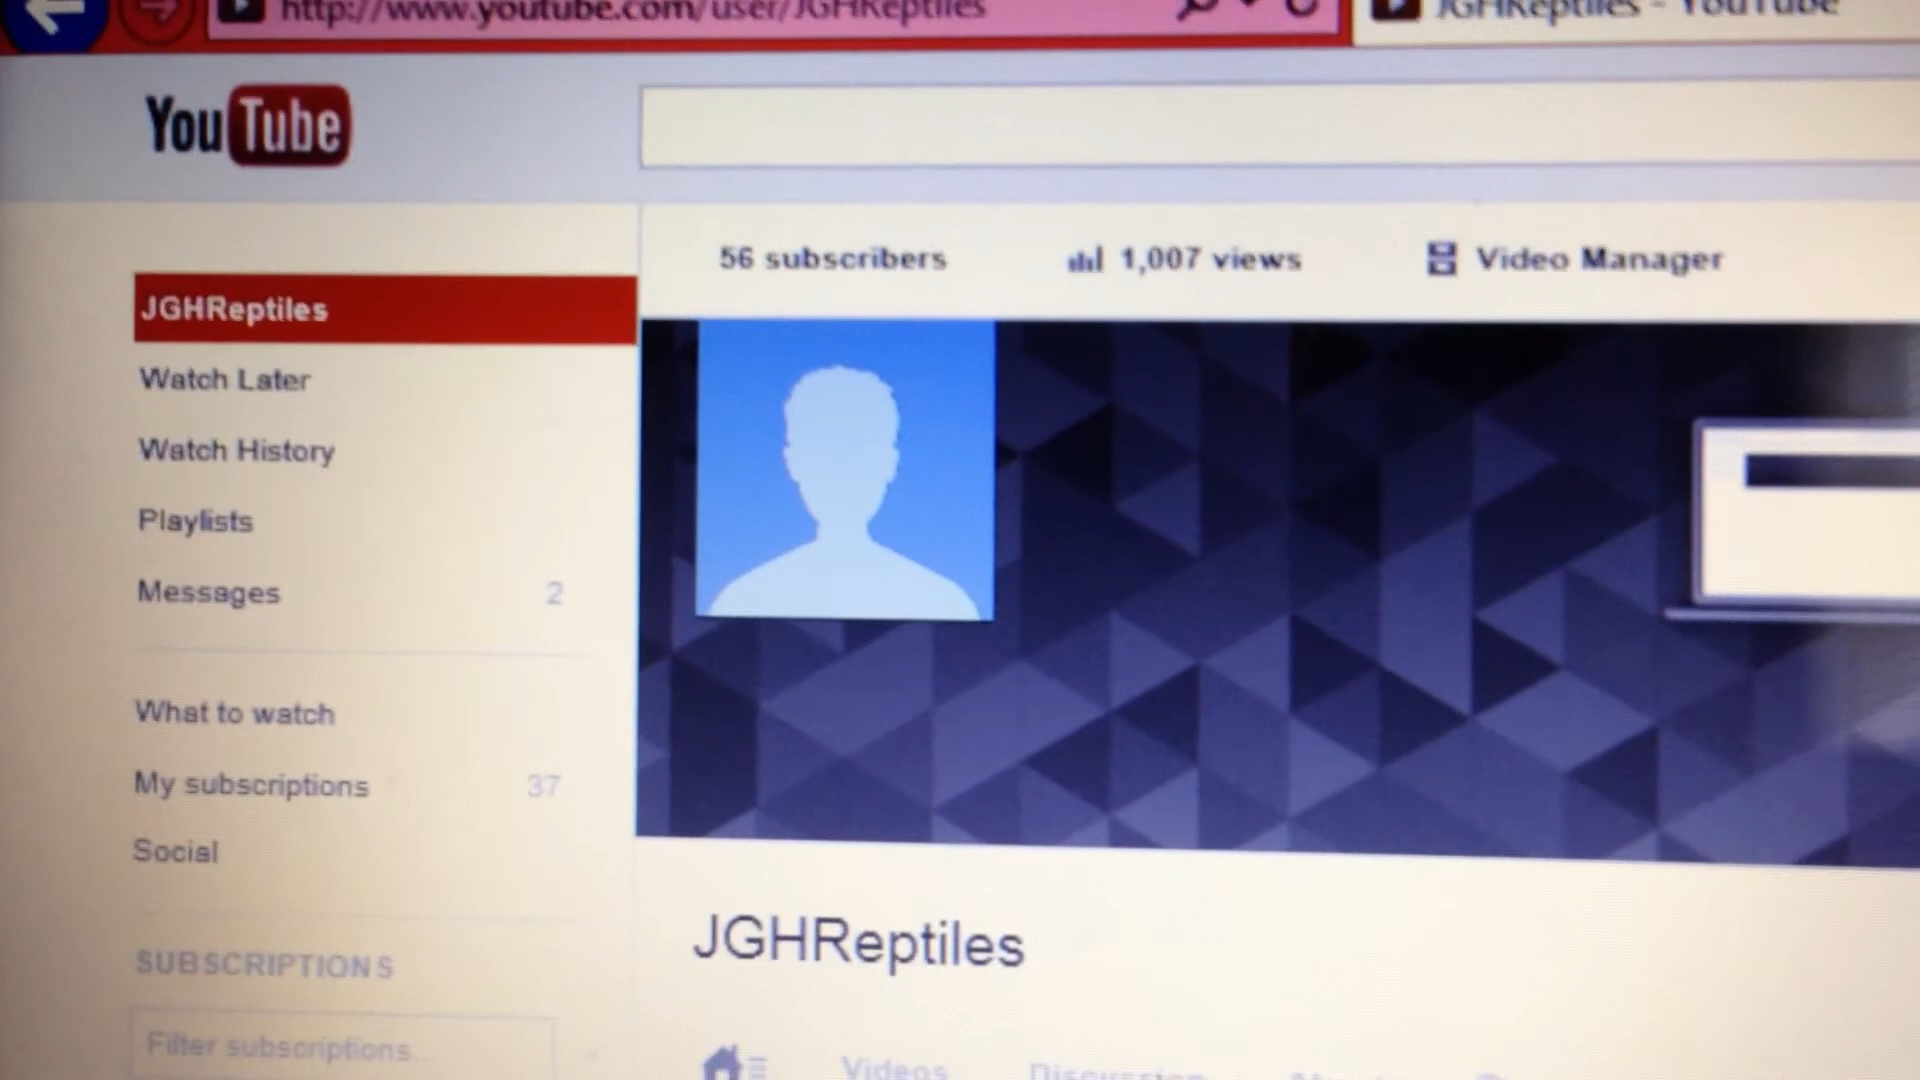 http://www.youtube.com/user/JGHReptiles
JGHReptiles - YouTube
YouTube
56 subscribers
1,007 views
Video Manager
JGHReptiles
Watch Later
Watch History
Playlists
Messages 2
What to watch
My subscriptions 37
Social
SUBSCRIPTIONS
Filter subscriptions...
JGHReptiles
Videos
Discussion